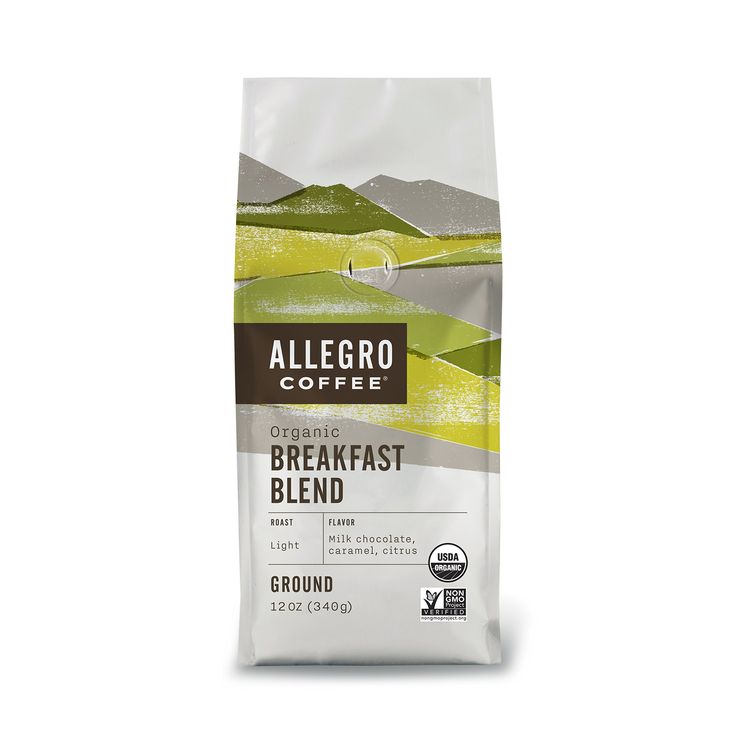 ALLEGRO
COFFEE®
Organic
BREAKFAST
BLEND
ROAST
Light
FLAVOR
Milk chocolate,
caramel, citrus
GROUND
12 OZ (340g)
USDA
ORGANIC
NON
GMO
Project
VERIFIED
nongmoproject.org